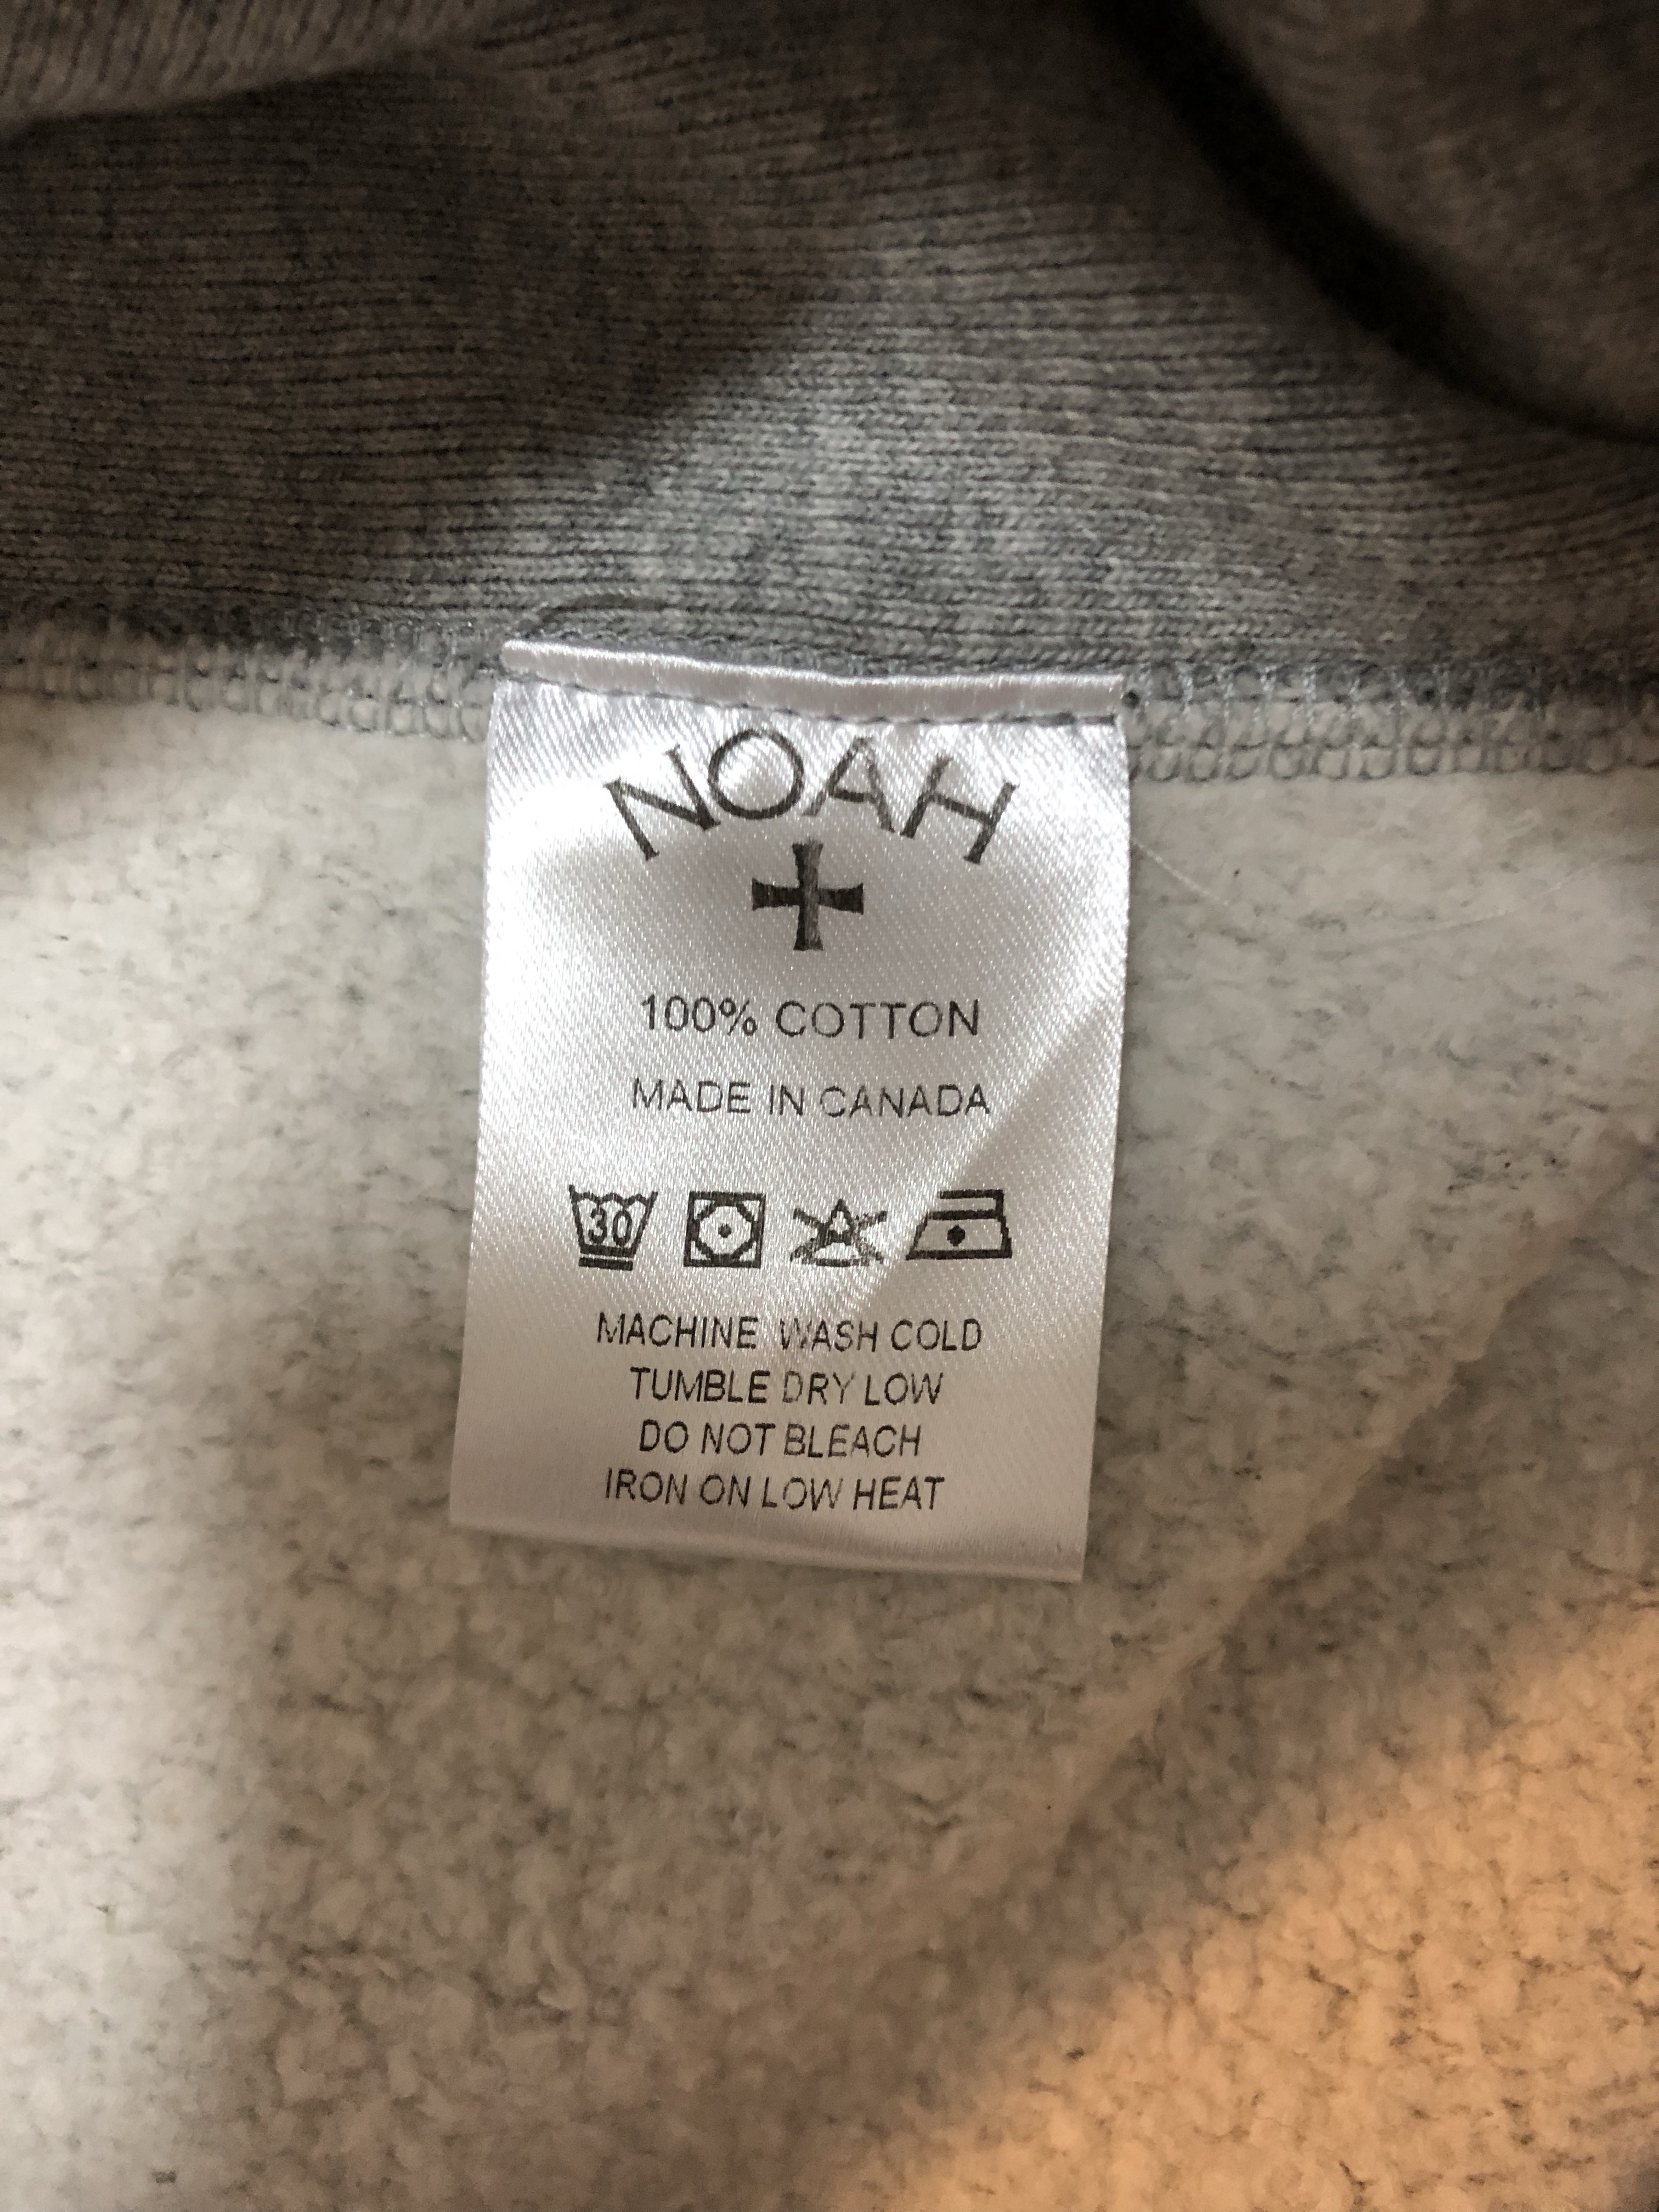 NOAH
100% COTTON
MADE IN CANADA
30
MACHINE WASH COLD
TUMBLE DRY LOW
DO NOT BLEACH
IRON ON LOW HEAT